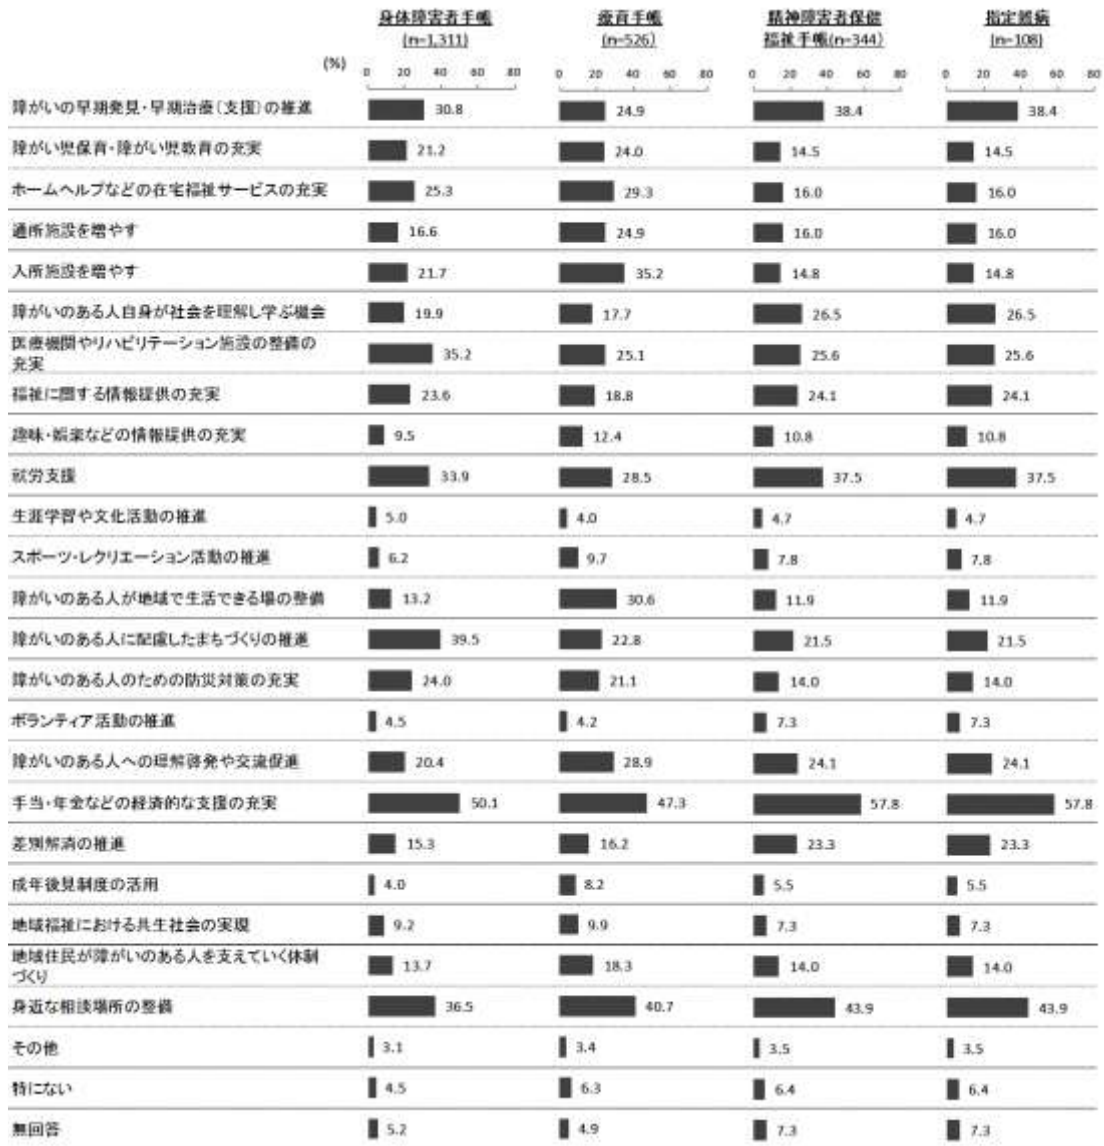 身体障害者手帳
(n=1,311)
療育手帳
(n=526)
精神障害者保健
福祉手帳(n=344)
指定難病
(n=108)
(%)
0 20 40 60 80
0 20 40 60 80
0 20 40 60 80
0 20 40 60 80
障がいの早期発見・早期治療(支援)の推進 30.8 24.9 38.4 38.4
障がい児保育・障がい児教育の充実 21.2 24.0 14.5 14.5
ホームヘルプなどの在宅福祉サービスの充実 25.3 29.3 16.0 16.0
通所施設を増やす 16.6 24.9 16.0 16.0
入所施設を増やす 21.7 35.2 14.8 14.8
障がいのある人自身が社会を理解し学ぶ機会 19.9 17.7 26.5 26.5
医療機関やリハビリテーション施設の整備の
充実 35.2 25.1 25.6 25.6
福祉に関する情報提供の充実 23.6 18.8 24.1 24.1
趣味・娯楽などの情報提供の充実 9.5 12.4 10.8 10.8
就労支援 33.9 28.5 37.5 37.5
生涯学習や文化活動の推進 5.0 4.0 4.7 4.7
スポーツ・レクリエーション活動の推進 6.2 9.7 7.8 7.8
障がいのある人が地域で生活できる場の整備 13.2 30.6 11.9 11.9
障がいのある人に配慮したまちづくりの推進 39.5 22.8 21.5 21.5
障がいのある人のための防災対策の充実 24.0 21.1 14.0 14.0
ボランティア活動の推進 4.5 4.2 7.3 7.3
障がいのある人への理解啓発や交流促進 20.4 28.9 24.1 24.1
手当・年金などの経済的な支援の充実 50.1 47.3 57.8 57.8
差別解消の推進 15.3 16.2 23.3 23.3
成年後見制度の活用 4.0 8.2 5.5 5.5
地域福祉における共生社会の実現 9.2 9.9 7.3 7.3
地域住民が障がいのある人を支えていく体制
づくり 13.7 18.3 14.0 14.0
身近な相談場所の整備 36.5 40.7 43.9 43.9
その他 3.1 3.4 3.5 3.5
特にない 4.5 6.3 6.4 6.4
無回答 5.2 4.9 7.3 7.3